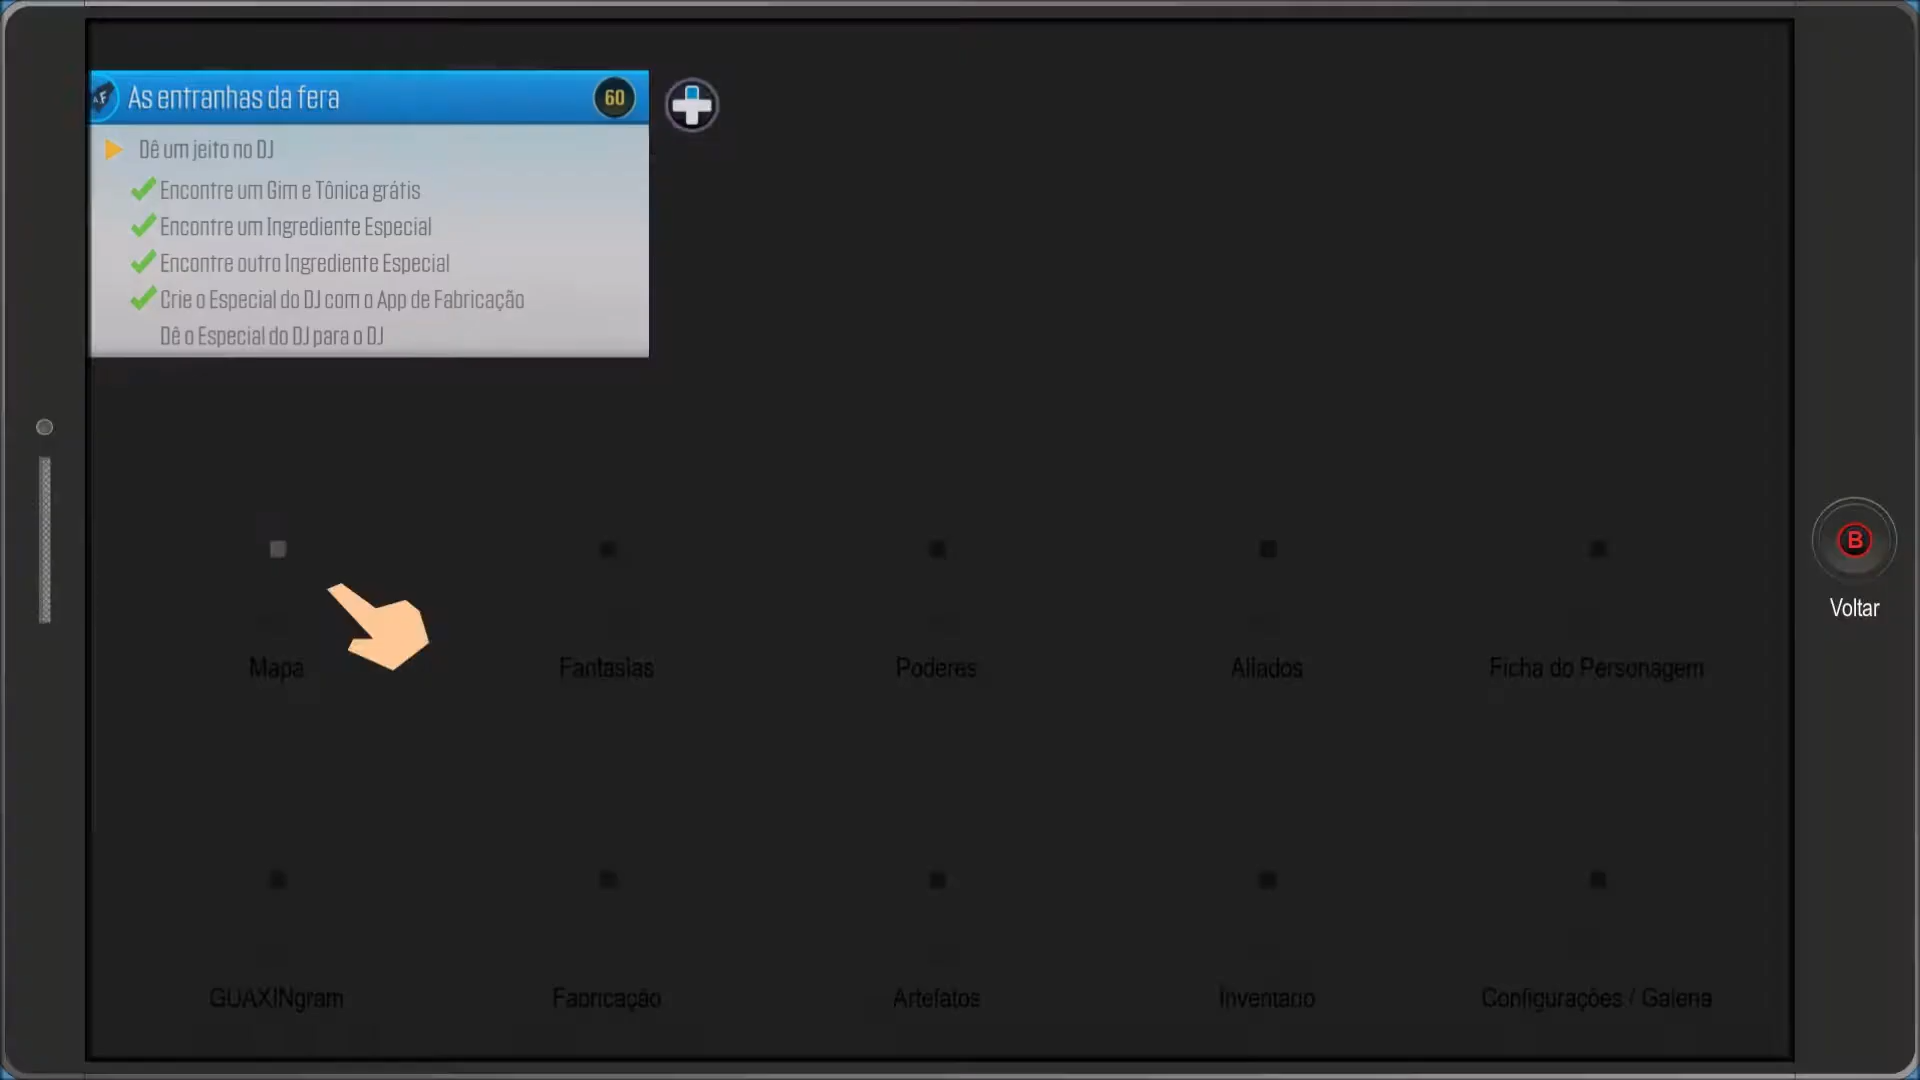 As entranhas da fera
60
Dê um jeito no DJ
Encontre um Gim e Tônica grátis
Encontre um Ingrediente Especial
Encontre outro Ingrediente Especial
Crie o Especial do DJ com o App de Fabricação
Dê o Especial do DJ para o DJ
B
Voltar
Mapa
Fantasias
Poderes
Aliados
Ficha do Personagem
GUAXINgram
Fabricação
Artefatos
Inventário
Configurações / Galeria